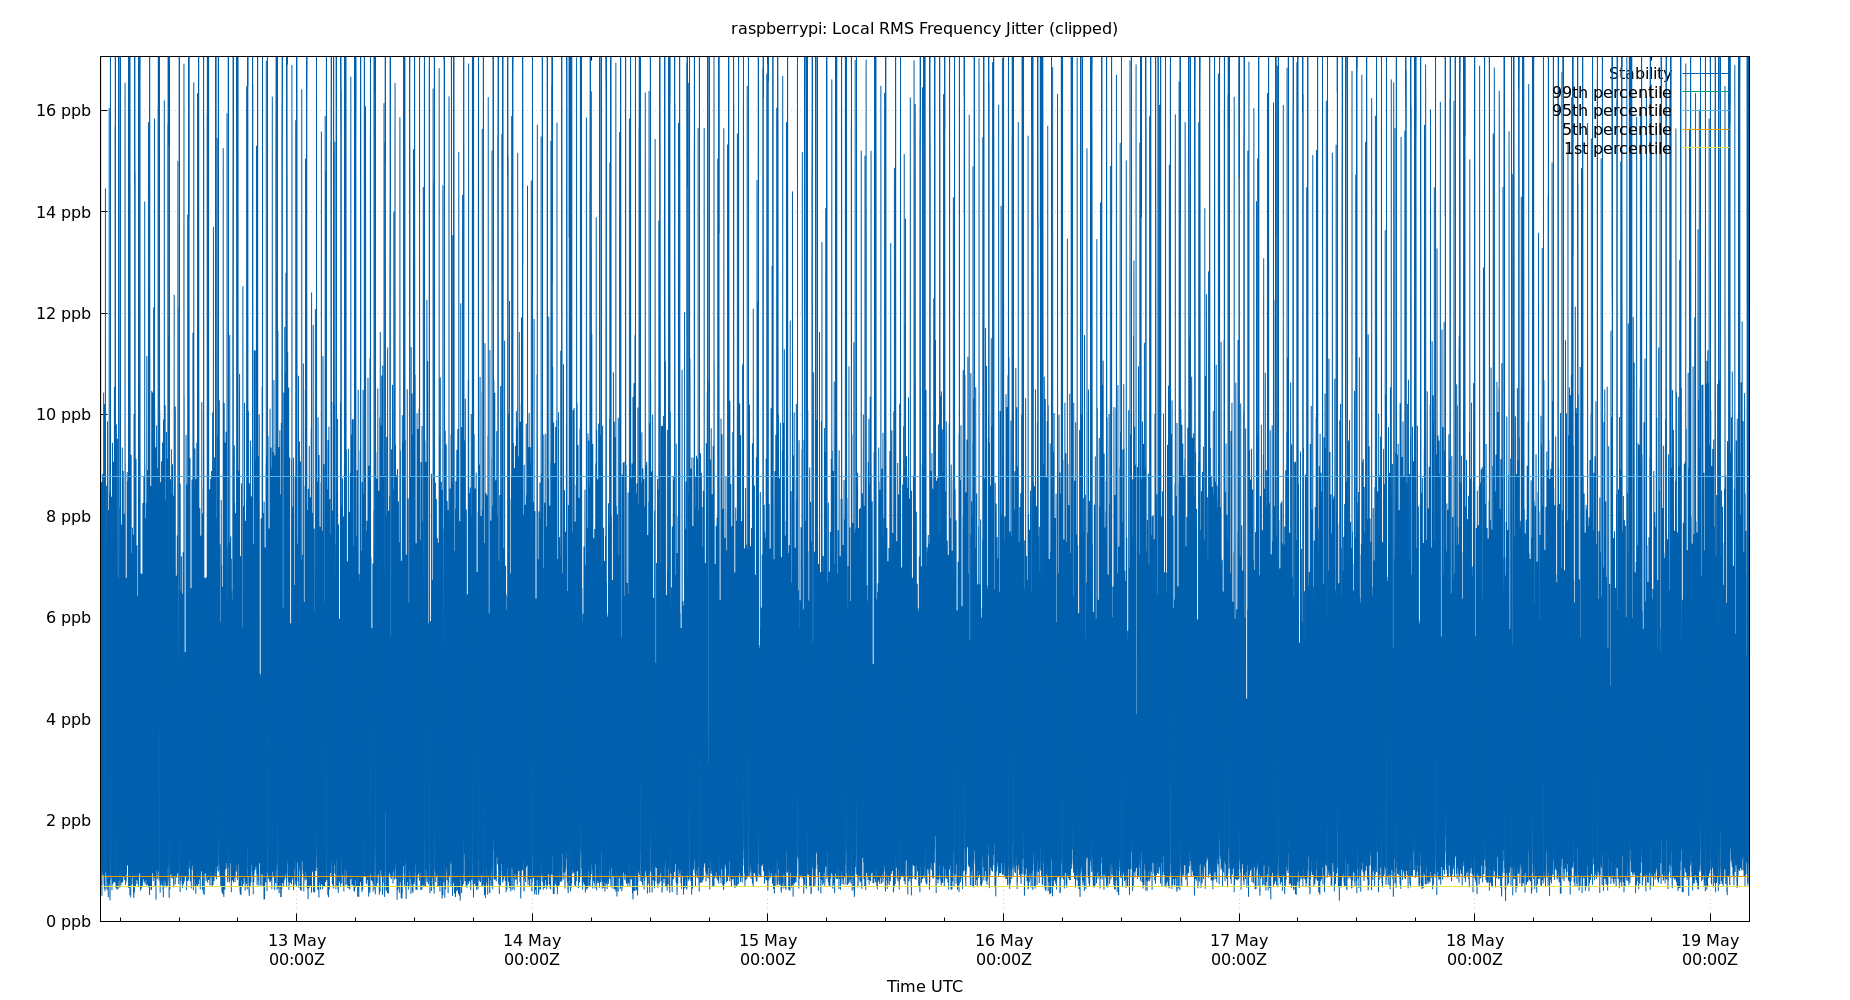 raspberrypi: Local RMS Frequency Jitter (clipped)
Stability
99th percentile
95th percentile
5th percentile
1st percentile
16 ppb
14 ppb
12 ppb
10 ppb
8 ppb
6 ppb
4 ppb
2 ppb
0 ppb
13 May
00:00Z
14 May
00:00Z
15 May
00:00Z
16 May
00:00Z
17 May
00:00Z
18 May
00:00Z
19 May
00:00Z
Time UTC